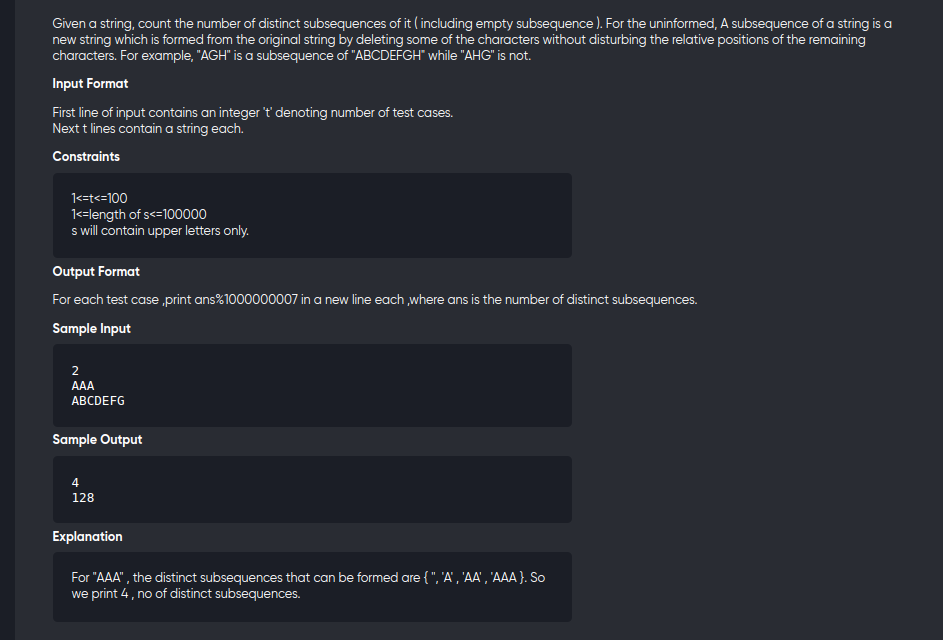 Given a string, count the number of distinct subsequences of it ( including empty subsequence ). For the uninformed, A subsequence of a string is a
new string which is formed from the original string by deleting some of the characters without disturbing the relative positions of the remaining
characters. For example, "AGH" is a subsequence of "ABCDEFGH" while "AHG" is not.
Input Format
First line of input contains an integer 't' denoting number of test cases.
Next t lines contain a string each.
Constraints
1<=t<=100
1<=length of s<=100000
s will contain upper letters only.
Output Format
For each test case ,print ans%1000000007 in a new line each ,where ans is the number of distinct subsequences.
Sample Input
2
AAA
ABCDEFG
Sample Output
4
128
Explanation
For "AAA" , the distinct subsequences that can be formed are { '', 'A' , 'AA' , 'AAA }. So
we print 4 , no of distinct subsequences.